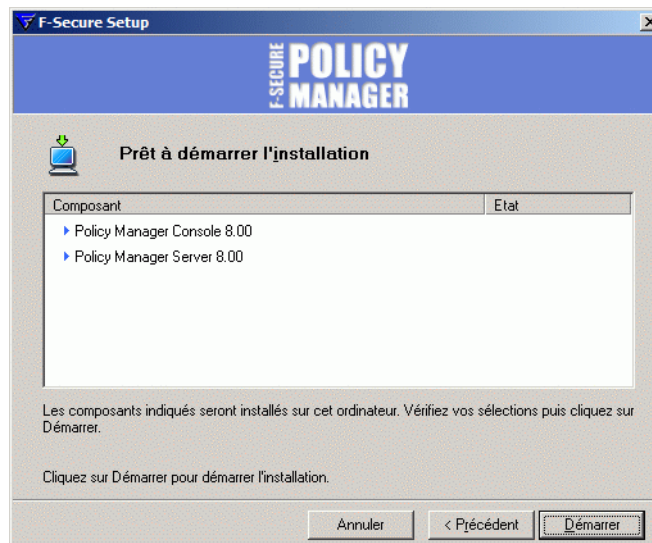 F-Secure Setup
F-SECURE
POLICY
MANAGER
Prêt à démarrer l'installation
Composant
Etat
Policy Manager Console 8.00
Policy Manager Server 8.00
Les composants indiqués seront installés sur cet ordinateur. Vérifiez vos sélections puis cliquez sur
Démarrer.
Cliquez sur Démarrer pour démarrer l'installation.
Annuler
< Précédent
Démarrer